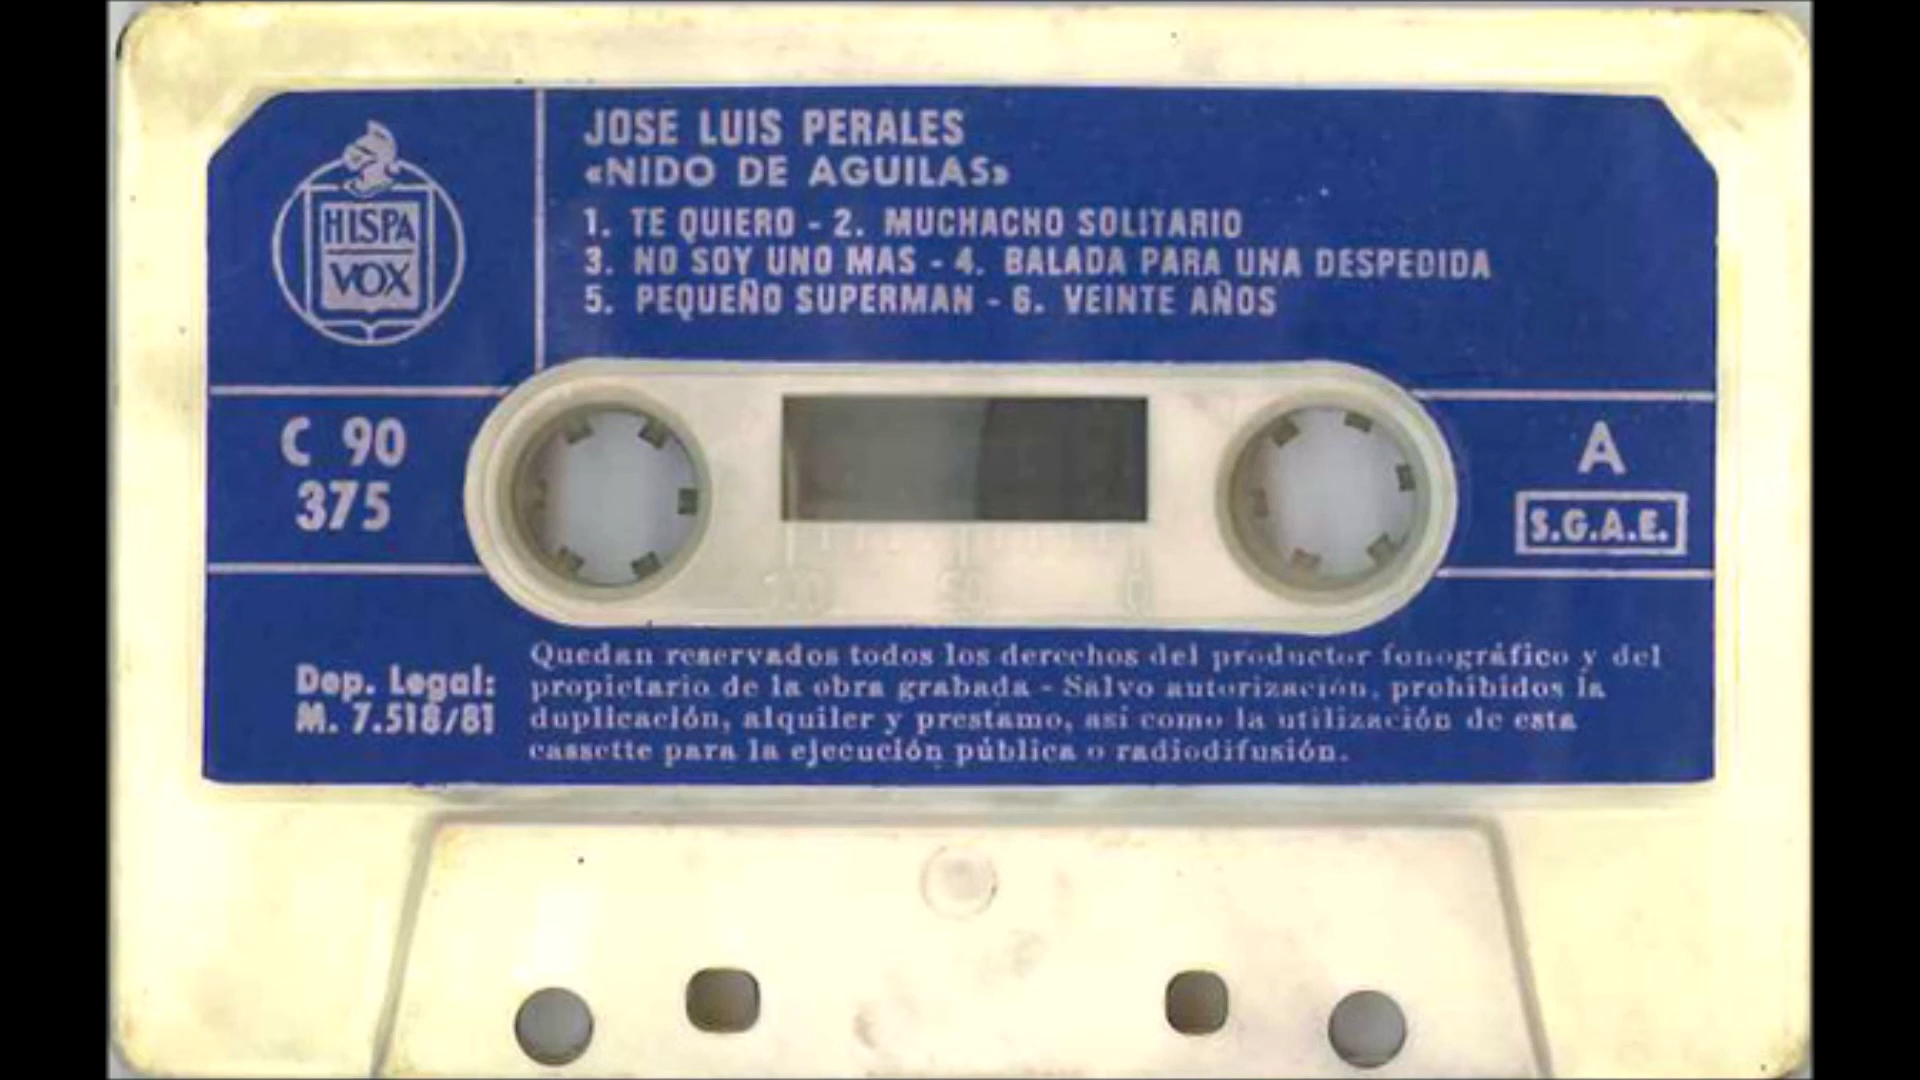 JOSE LUIS PERALES
«NIDO DE AGUILAS»
1. TE QUIERO - 2. MUCHACHO SOLITARIO
3. NO SOY UNO MAS - 4. BALADA PARA UNA DESPEDIDA
5. PEQUEÑO SUPERMAN - 6. VEINTE AÑOS
HISPA
VOX
C 90
375
A
S.G.A.E.
100 50 0
Dep. Legal:
M. 7.518/81
Quedan reservados todos los derechos del productor fonográfico y del
propietario de la obra grabada - Salvo autorización, prohibidos la
duplicación, alquiler y prestamo, asi como la utilización de esta
cassette para la ejecución pública o radiodifusión.